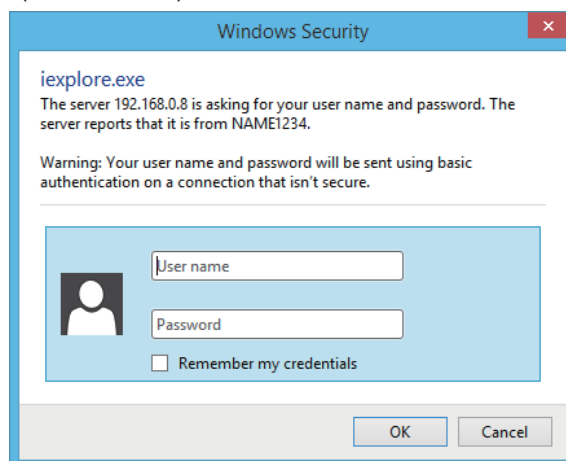 Windows Security
iexplore.exe
The server 192.168.0.8 is asking for your user name and password. The
server reports that it is from NAME1234.
Warning: Your user name and password will be sent using basic
authentication on a connection that isn't secure.
User name
Password
Remember my credentials
OK Cancel